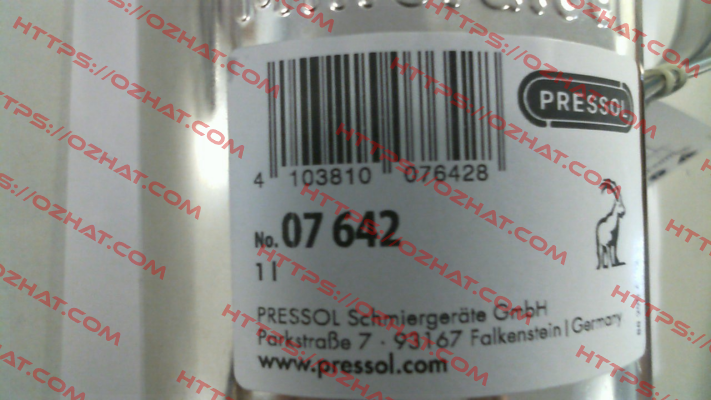 PRESSOL
4 103810 076428
No. 07 642
1 l
PRESSOL Schmiergeräte GmbH
Parkstraße 7 · 93167 Falkenstein | Germany
www.pressol.com
HTTPS://OZHAT.COM